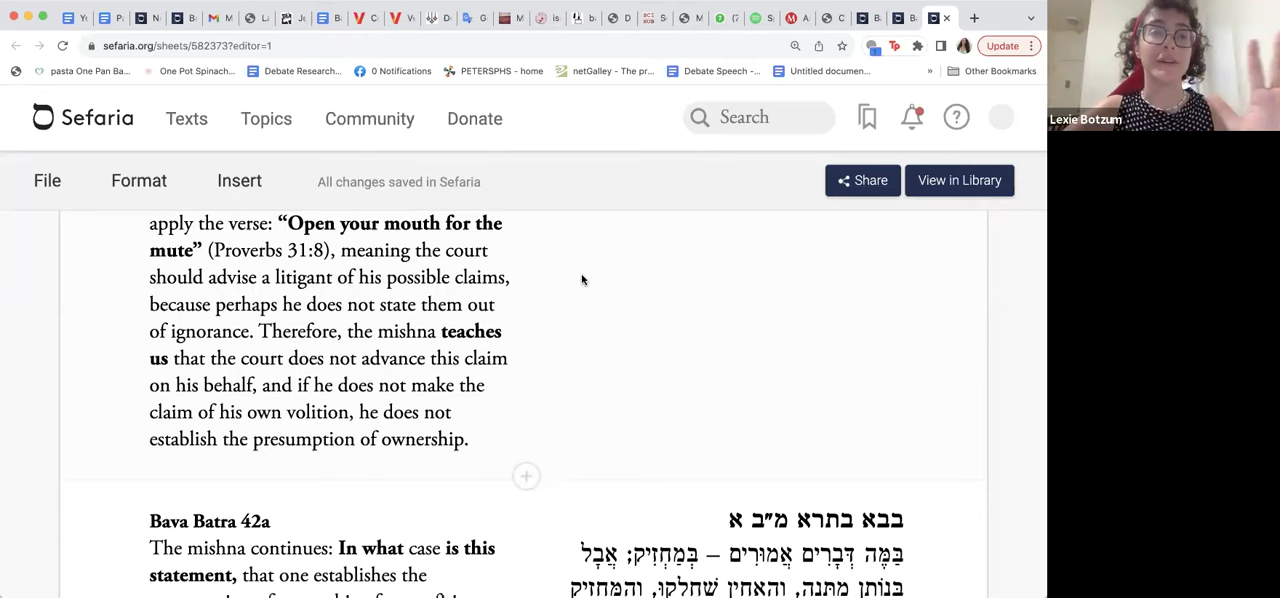 sefaria.org/sheets/582373?editor=1
Update
pasta One Pan Ba...
One Pot Spinach...
Debate Research...
0 Notifications
PETERSPHS - home
netGalley - The pr...
Debate Speech -...
Untitled documen...
»
Other Bookmarks
Sefaria
Texts
Topics
Community
Donate
Search
File
Format
Insert
All changes saved in Sefaria
Share
View in Library
Lexie Botzum
apply the verse: “Open your mouth for the
mute” (Proverbs 31:8), meaning the court
should advise a litigant of his possible claims,
because perhaps he does not state them out
of ignorance. Therefore, the mishna teaches
us that the court does not advance this claim
on his behalf, and if he does not make the
claim of his own volition, he does not
establish the presumption of ownership.
Bava Batra 42a
The mishna continues: In what case is this
statement, that one establishes the
בבא בתרא מ״ב א
בַּמֶּה דְּבָרִים אֲמוּרִים – בְּמַחְזִיק; אֲבָל
בְּנוֹתֵן מַתָּנָה, וְהָאַחִין שֶׁחָלְקוּ, וְהַמַּחְזִיק